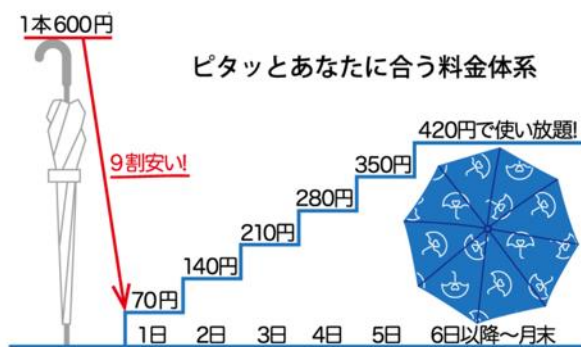 1本600円
ピタッとあなたに合う料金体系
9割安い!
420円で使い放題!
350円
280円
210円
140円
70円
1日 2日 3日 4日 5日 6日以降〜月末